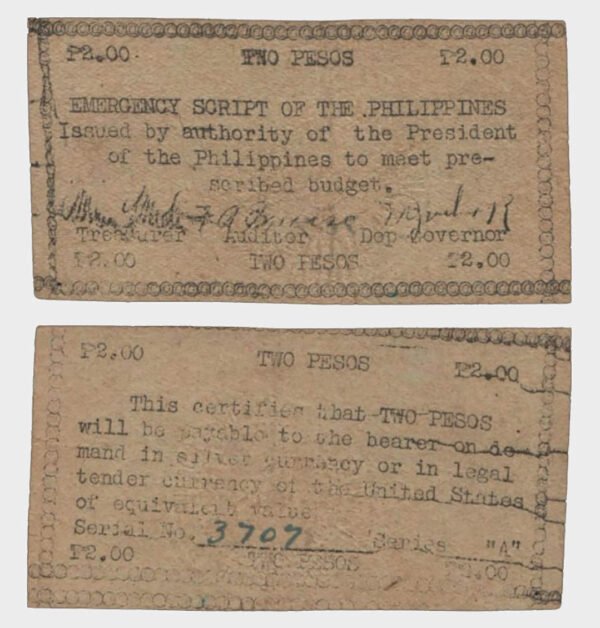 ₱2.00 TWO PESOS ₱2.00
EMERGENCY SCRIPT OF THE PHILIPPINES
Issued by authority of the President
of the Philippines to meet pre-
scribed budget.
Treasurer Auditor Dep Governor
₱2.00 TWO PESOS ₱2.00
₱2.00 TWO PESOS ₱2.00
This certifies that TWO PESOS
will be payable to the bearer on de-
mand in silver currency or in legal
tender currency of the United States
of equivalent value
Serial No. 3707 Series "A"
₱2.00 TWO PESOS ₱2.00